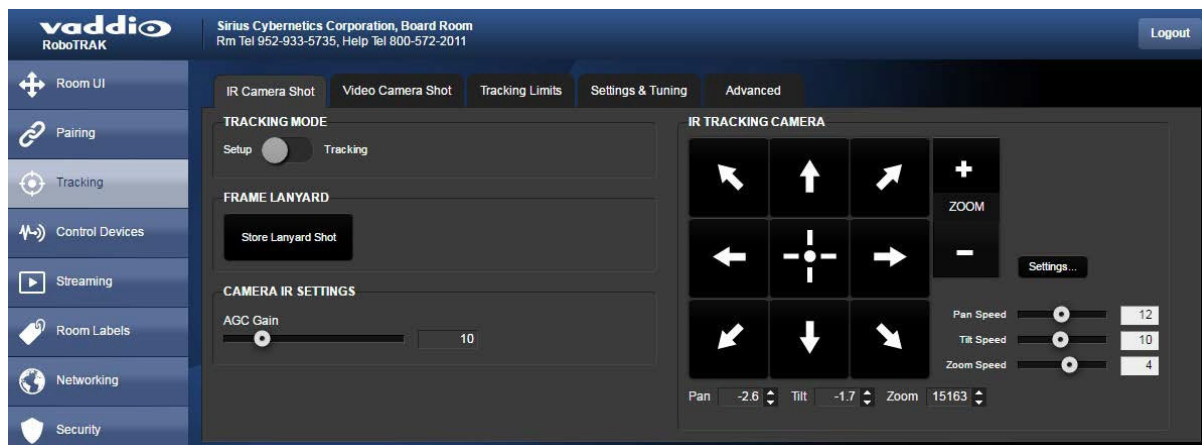 vaddio
RoboTRAK
Sirius Cybernetics Corporation, Board Room
Rm Tel 952-933-5735, Help Tel 800-572-2011
Logout
Room UI
Pairing
Tracking
Control Devices
Streaming
Room Labels
Networking
Security
IR Camera Shot
Video Camera Shot
Tracking Limits
Settings & Tuning
Advanced
TRACKING MODE
Setup
Tracking
FRAME LANYARD
Store Lanyard Shot
CAMERA IR SETTINGS
AGC Gain
10
IR TRACKING CAMERA
+
ZOOM
-
Settings...
Pan Speed 12
Tilt Speed 10
Zoom Speed 4
Pan -2.6 Tilt -1.7 Zoom 15163